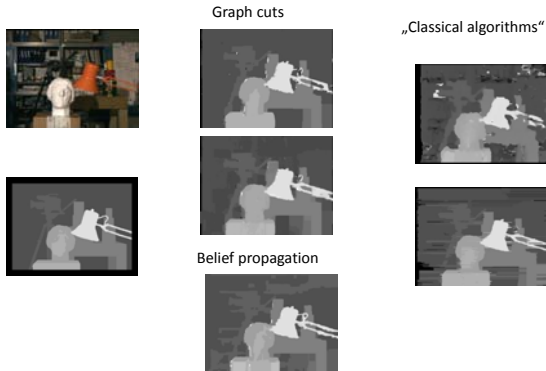 Graph cuts
„Classical algorithms“
Belief propagation